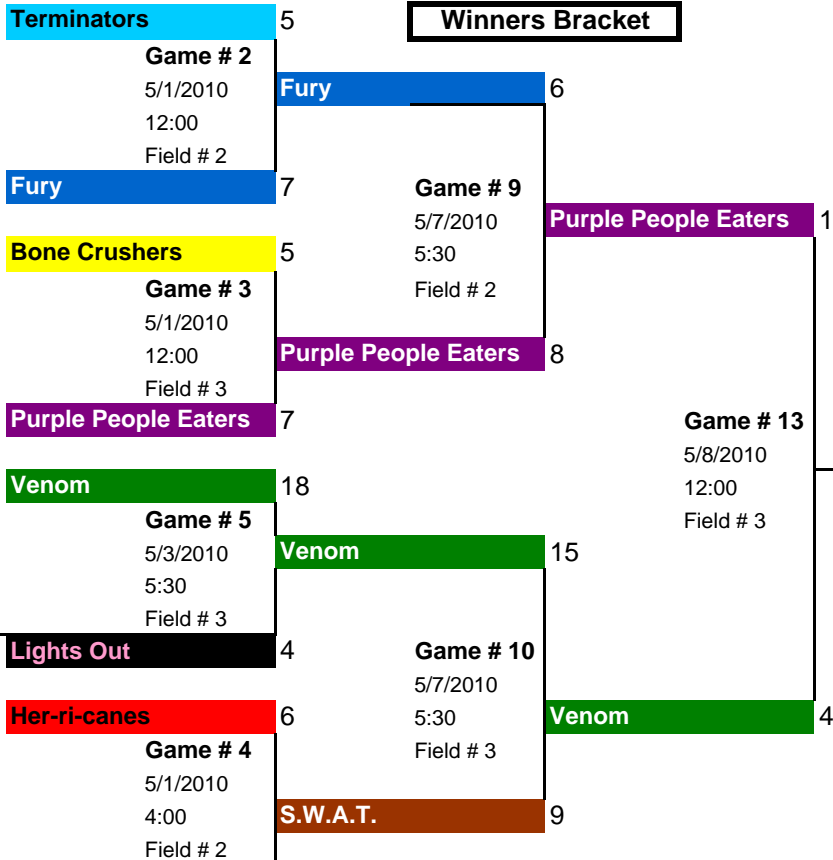 Terminators 5 Winners Bracket
Game # 2
5/1/2010 Fury 6
12:00
Field # 2
Fury 7 Game # 9
5/7/2010 Purple People Eaters 1
Bone Crushers 5 5:30
Game # 3 Field # 2
5/1/2010
12:00 Purple People Eaters 8
Field # 3
Purple People Eaters 7 Game # 13
5/8/2010
Venom 18 12:00
Game # 5 Field # 3
5/3/2010 Venom 15
5:30
Field # 3
Lights Out 4 Game # 10
5/7/2010
Her-ri-canes 6 5:30 Venom 4
Game # 4 Field # 3
5/1/2010
4:00 S.W.A.T. 9
Field # 2